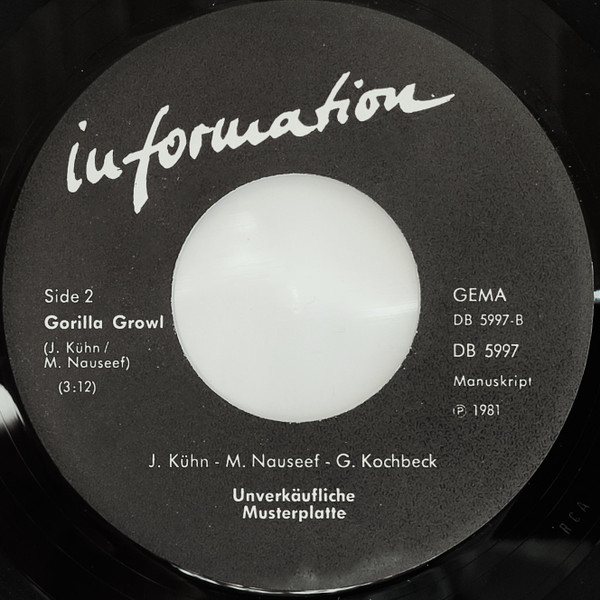 information
Side 2
Gorilla Growl
(J. Kühn /
M. Nauseef)
(3:12)
GEMA
DB 5997-B
DB 5997
Manuskript
℗ 1981
J. Kühn - M. Nauseef - G. Kochbeck
Unverkäufliche
Musterplatte
RCA